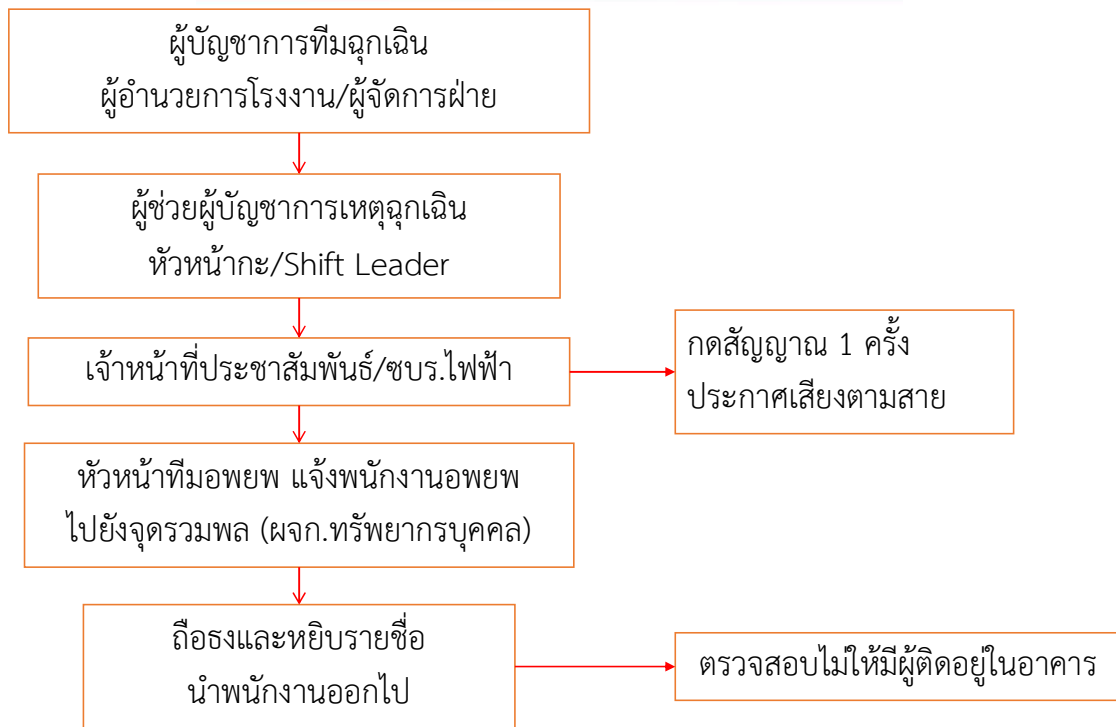 ผู้บัญชาการทีมฉุกเฉิน
ผู้อำนวยการโรงงาน/ผู้จัดการฝ่าย
ผู้ช่วยผู้บัญชาการเหตุฉุกเฉิน
หัวหน้ากะ/Shift Leader
เจ้าหน้าที่ประชาสัมพันธ์/ซบร.ไฟฟ้า
กดสัญญาณ 1 ครั้ง
ประกาศเสียงตามสาย
หัวหน้าทีมอพยพ แจ้งพนักงานอพยพ
ไปยังจุดรวมพล (ผจก.ทรัพยากรบุคคล)
ถือธงและหยิบรายชื่อ
นำพนักงานออกไป
ตรวจสอบไม่ให้มีผู้ติดอยู่ในอาคาร